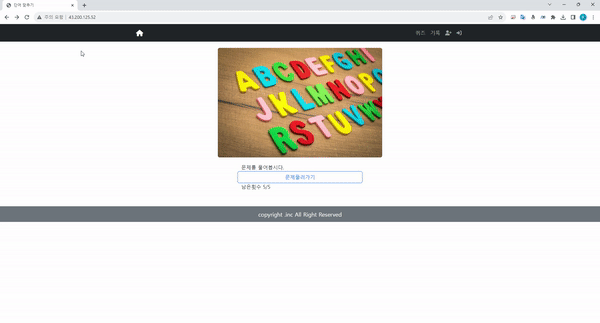 단어 맞추기
주의 요함 43.200.125.52
퀴즈 기록
ABCDEFGHI
JKLMNOPQ
RSTUVWX
문제를 풀어봅시다.
문제풀러가기
남은횟수 5/5
copyright .inc All Right Reserved